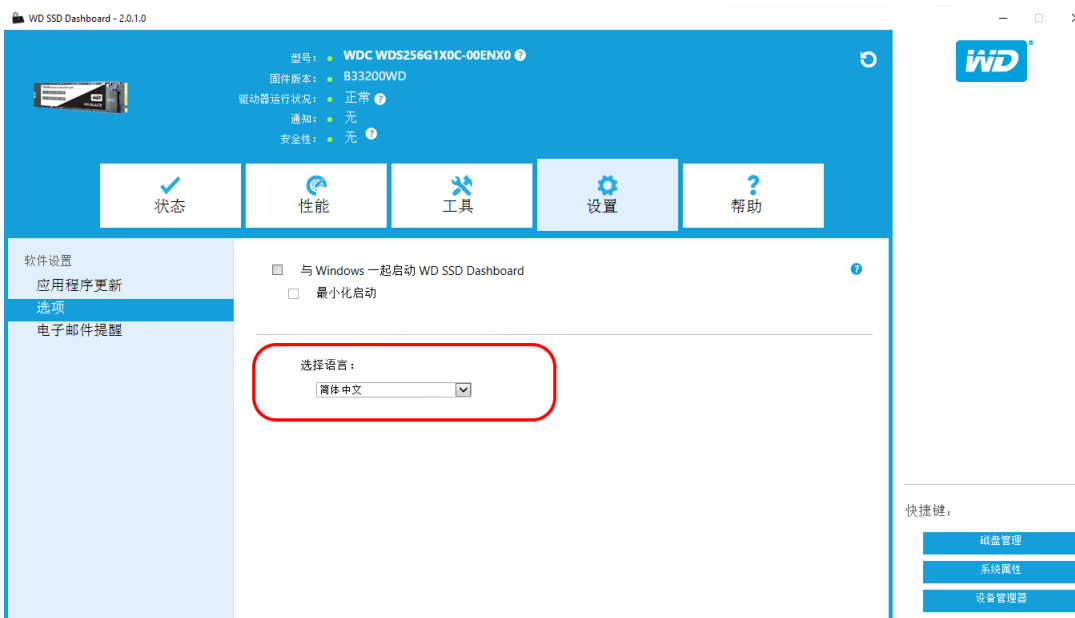 WD SSD Dashboard - 2.0.1.0
型号： WDC WDS256G1X0C-00ENX0 ?
固件版本： B33200WD
驱动器运行状况： 正常 ?
通知： 无
安全性： 无 ?
WD®
状态
性能
工具
设置
帮助
软件设置
应用程序更新
选项
电子邮件提醒
与 Windows 一起启动 WD SSD Dashboard
?
最小化启动
选择语言：
简体中文
快捷键：
磁盘管理
系统属性
设备管理器